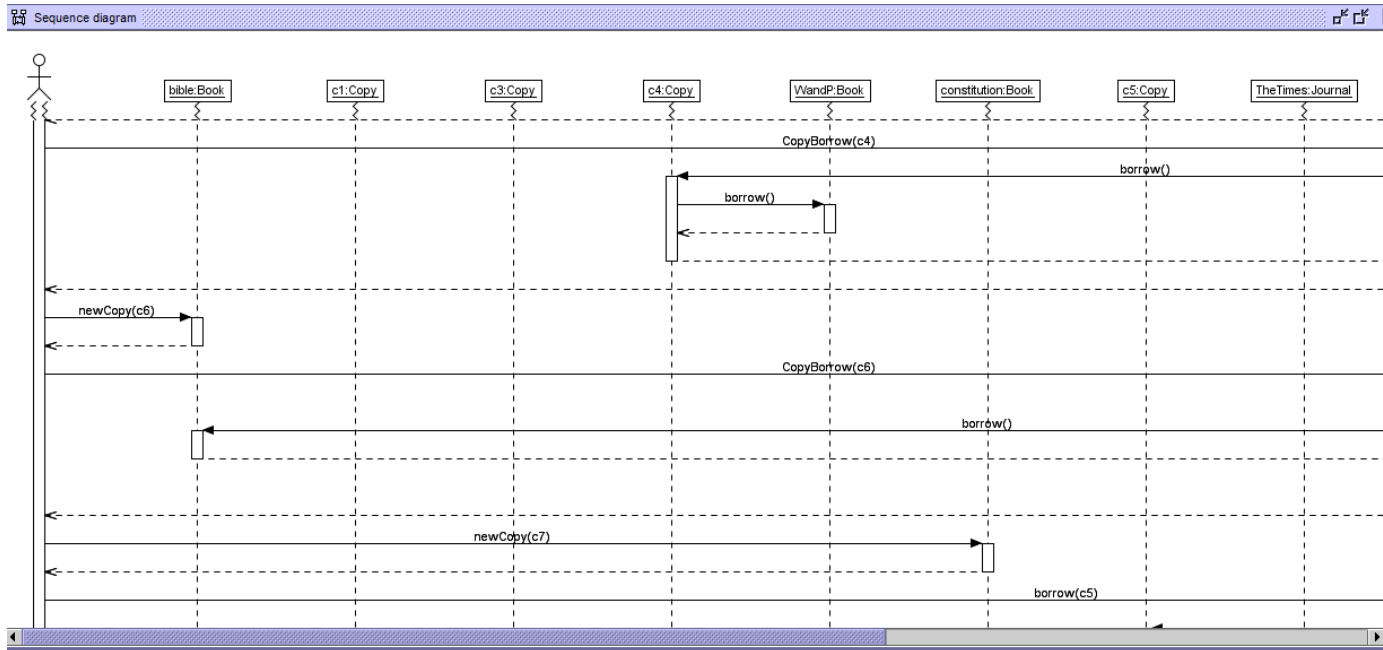 Sequence diagram
bible:Book c1:Copy c3:Copy c4:Copy WandP:Book constitution:Book c5:Copy TheTimes:Journal
CopyBorrow(c4)
borrow()
borrow()
newCopy(c6)
CopyBorrow(c6)
borrow()
newCopy(c7)
borrow(c5)